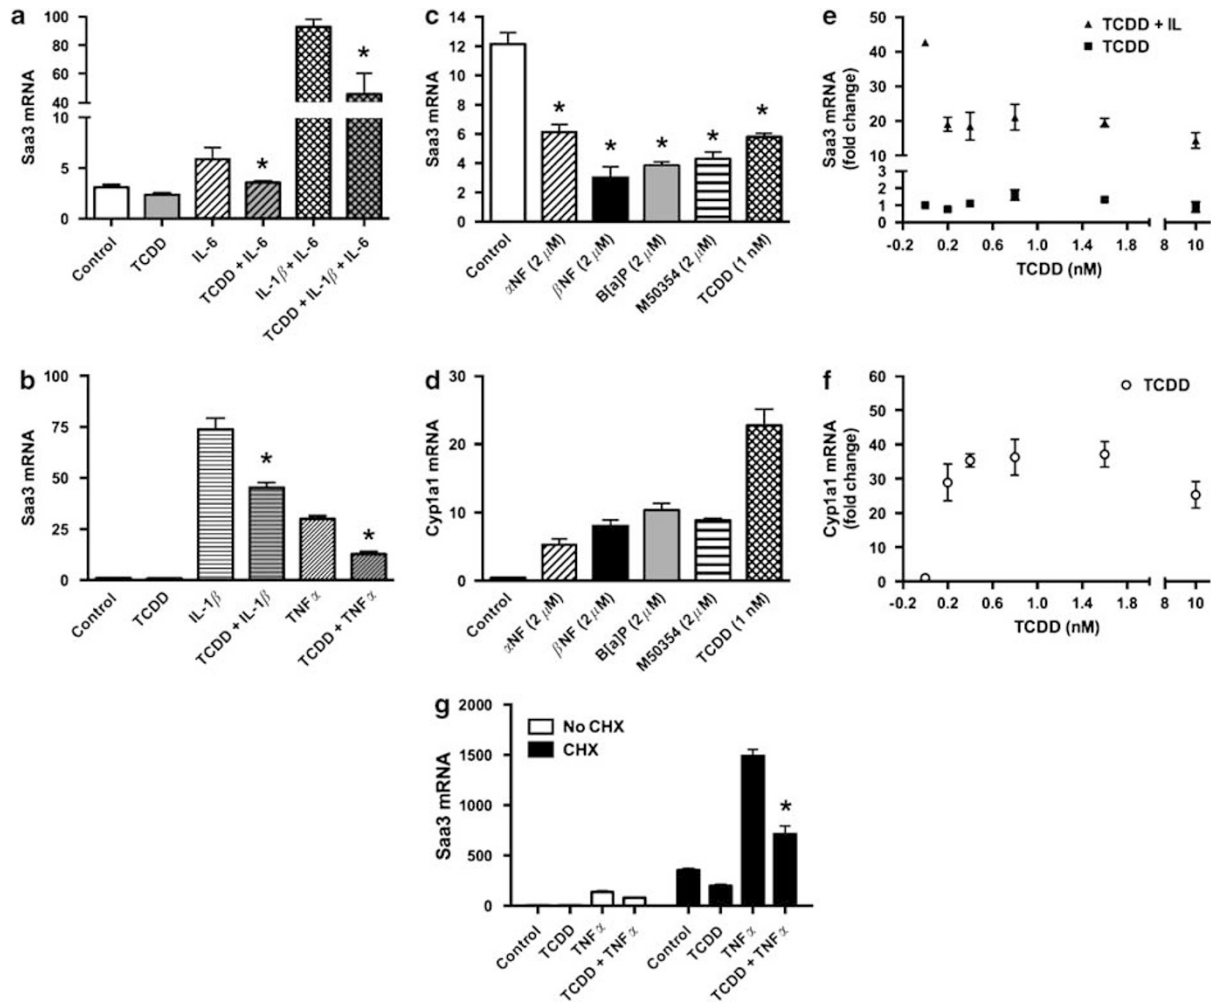 a
Saa3 mRNA
100
80
60
40
10
5
0
Control
TCDD
IL-6
TCDD + IL-6
IL-1β + IL-6
TCDD + IL-1β + IL-6
*
*
c
Saa3 mRNA
14
12
10
8
6
4
2
0
Control
αNF (2 μM)
βNF (2 μM)
B[a]P (2 μM)
M50354 (2 μM)
TCDD (1 nM)
*
*
*
*
*
e
Saa3 mRNA
(fold change)
50
40
30
20
10
3
2
1
0
▲ TCDD + IL
■ TCDD
-0.2 0.2 0.6 1.0 1.4 1.8 8 10
TCDD (nM)
b
Saa3 mRNA
100
75
50
25
0
Control
TCDD
IL-1β
TCDD + IL-1β
TNFα
TCDD + TNFα
*
*
d
Cyp1a1 mRNA
30
20
10
0
Control
αNF (2 μM)
βNF (2 μM)
B[a]P (2 μM)
M50354 (2 μM)
TCDD (1 nM)
f
Cyp1a1 mRNA
(fold change)
60
50
40
30
20
10
0
○ TCDD
-0.2 0.2 0.6 1.0 1.4 1.8 8 10
TCDD (nM)
g
Saa3 mRNA
2000
1500
1000
500
0
No CHX
CHX
*
Control
TCDD
TNFα
TCDD + TNFα
Control
TCDD
TNFα
TCDD + TNFα